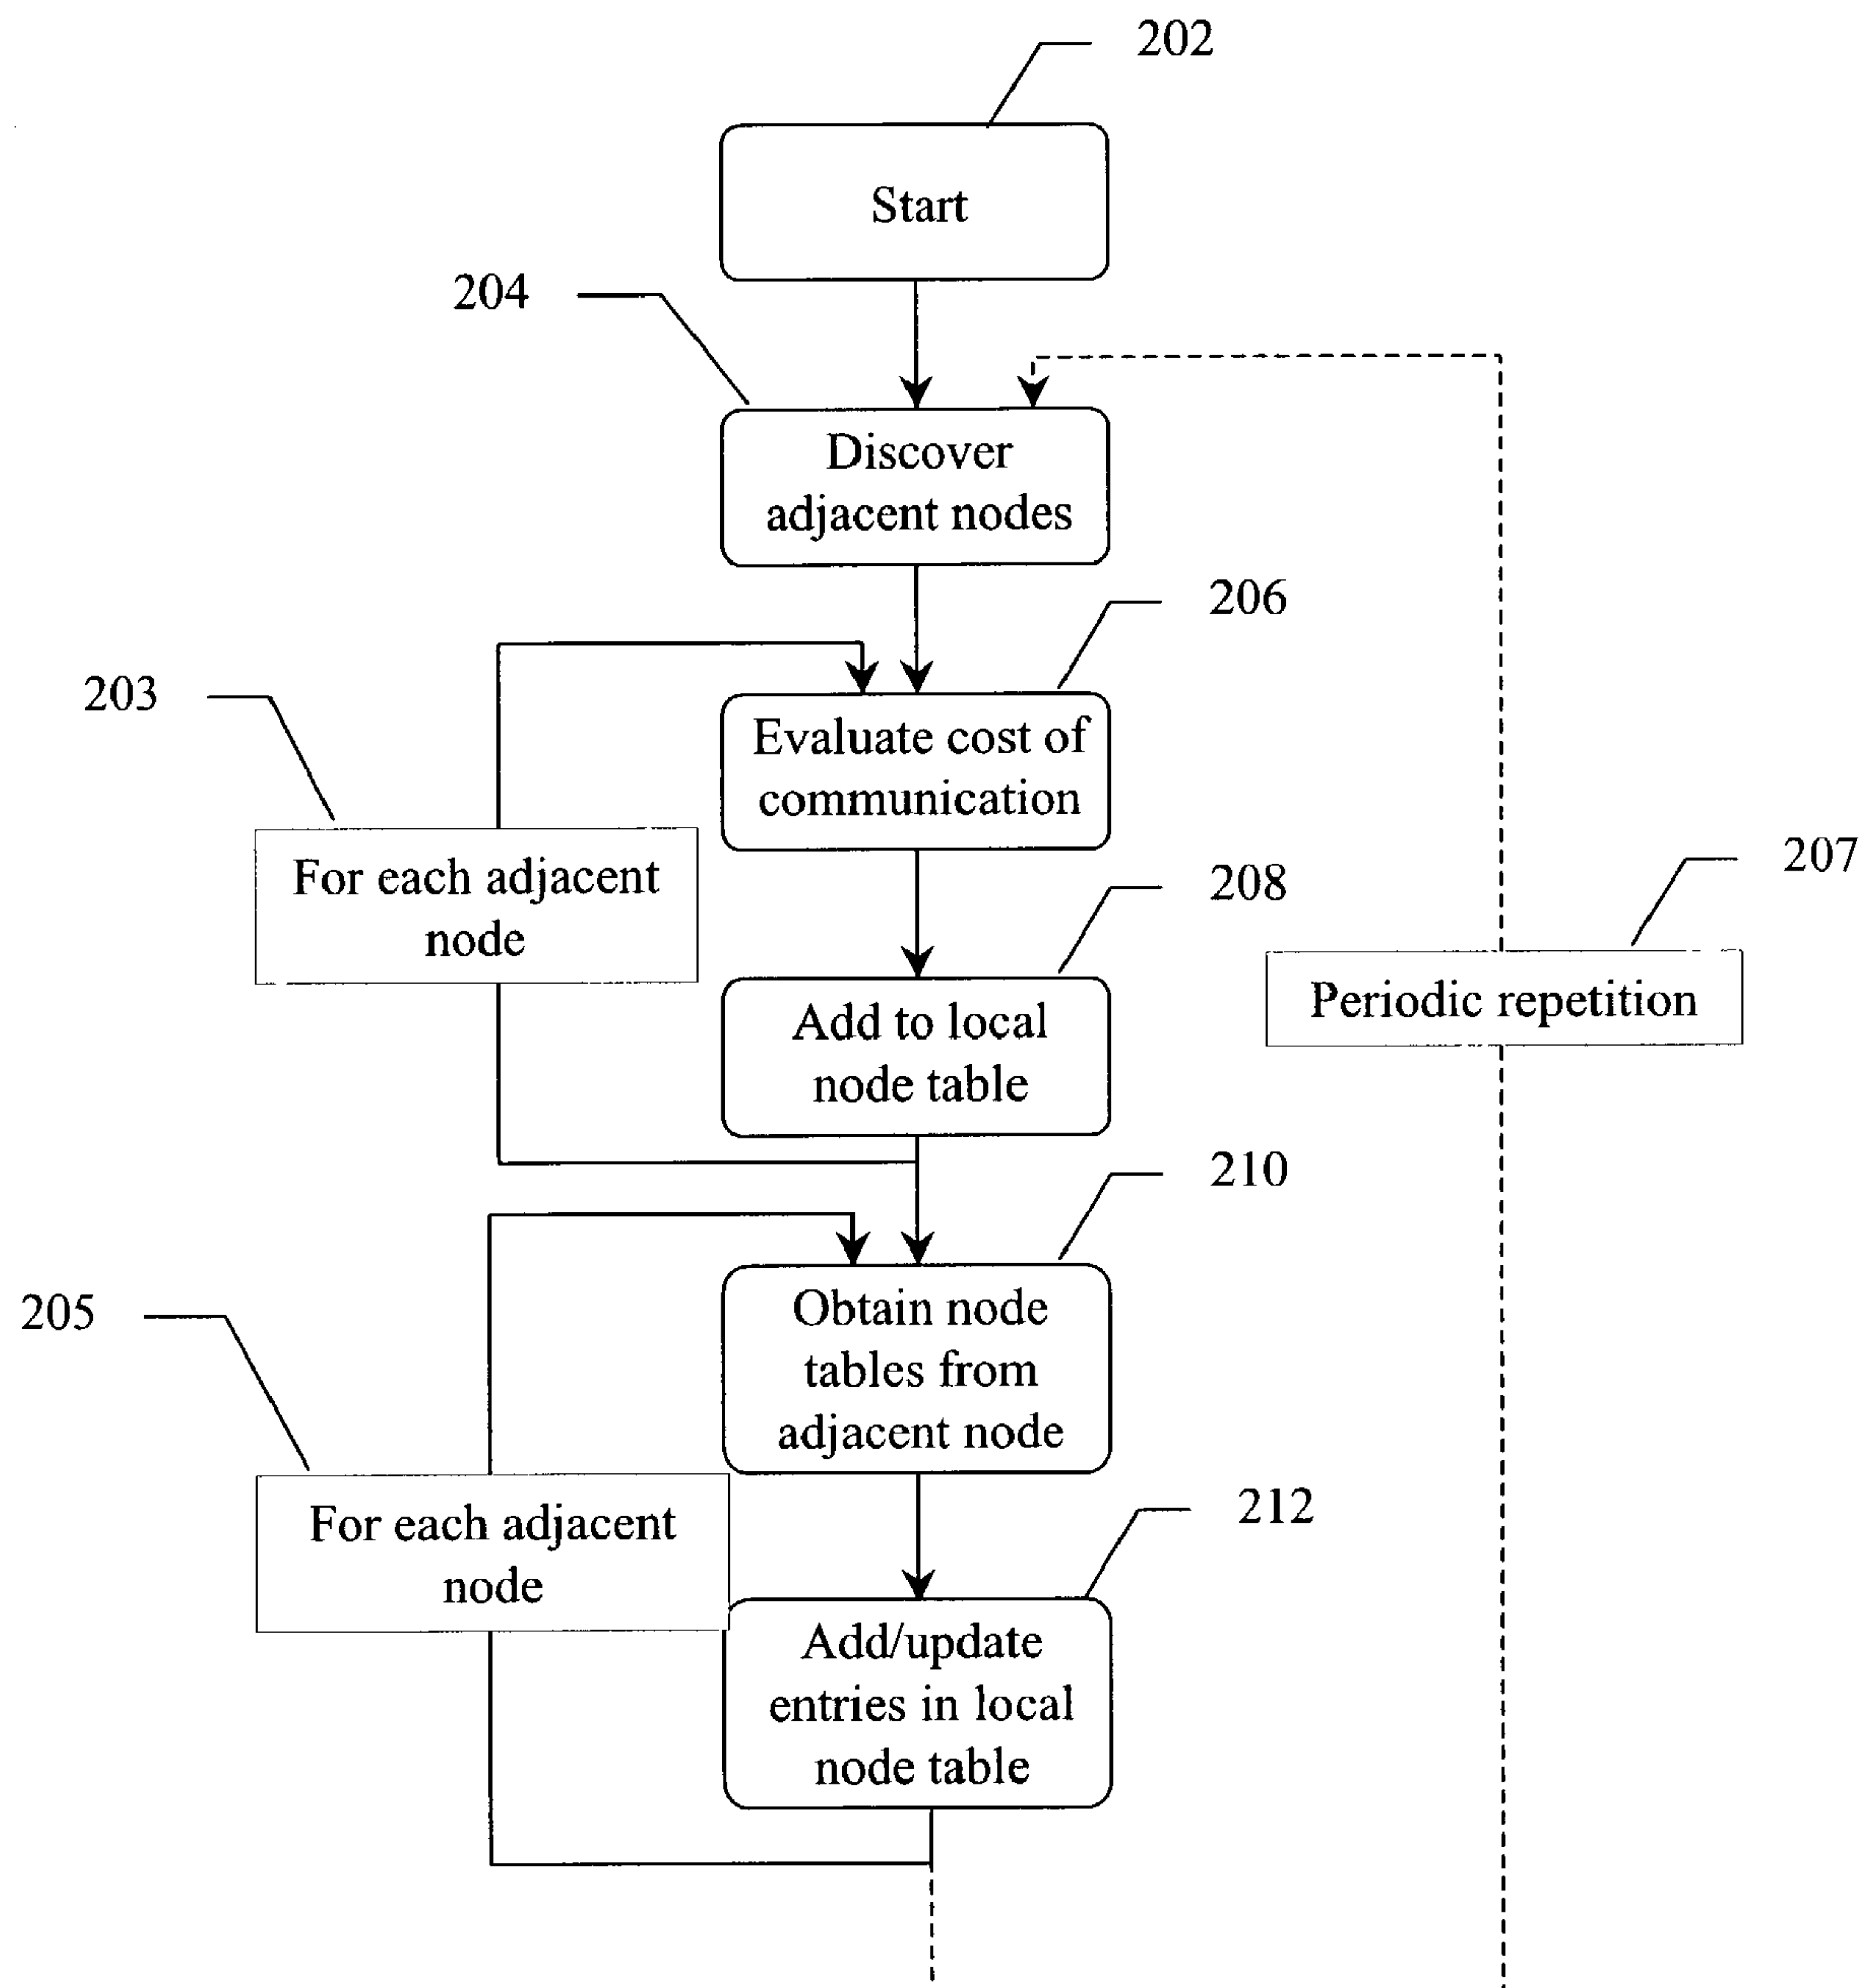 202
Start
204
Discover
adjacent nodes
206
203
Evaluate cost of
communication
For each adjacent
node
207
208
Periodic repetition
Add to local
node table
210
205
Obtain node
tables from
adjacent node
For each adjacent
node
212
Add/update
entries in local
node table